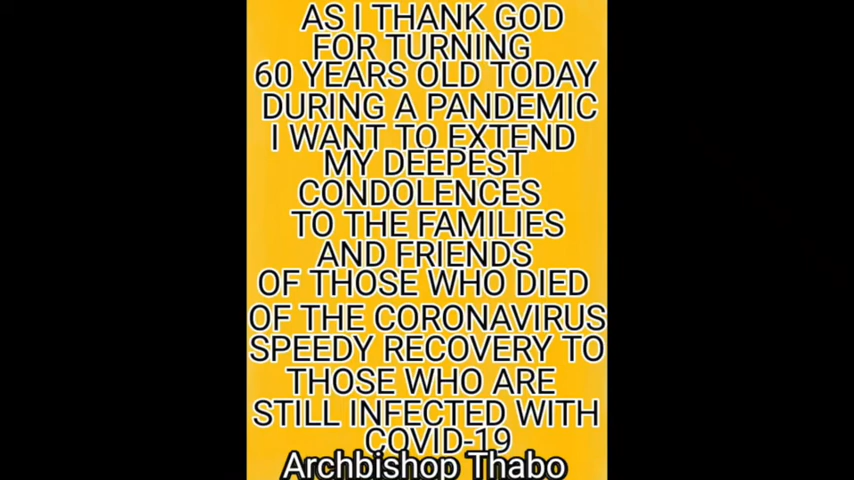 AS I THANK GOD
FOR TURNING
60 YEARS OLD TODAY
DURING A PANDEMIC
I WANT TO EXTEND
MY DEEPEST
CONDOLENCES
TO THE FAMILIES
AND FRIENDS
OF THOSE WHO DIED
OF THE CORONAVIRUS
SPEEDY RECOVERY TO
THOSE WHO ARE
STILL INFECTED WITH
COVID-19
Archbishop Thabo